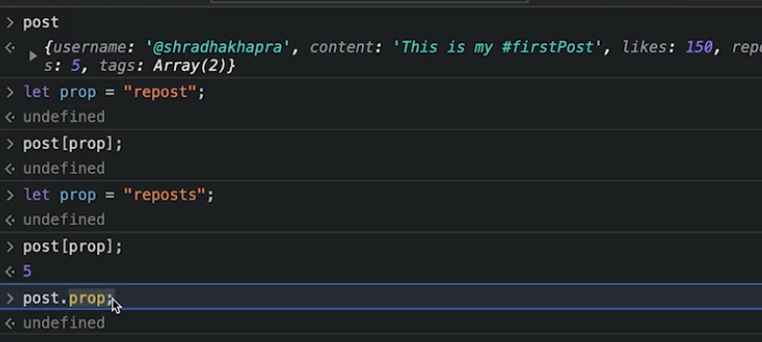 > post
<· ▶ {username: '@shradhakhapra', content: 'This is my #firstPost', likes: 150, repo
s: 5, tags: Array(2)}
> let prop = "repost";
<· undefined
> post[prop];
<· undefined
> let prop = "reposts";
<· undefined
> post[prop];
<· 5
> post.prop;
<· undefined